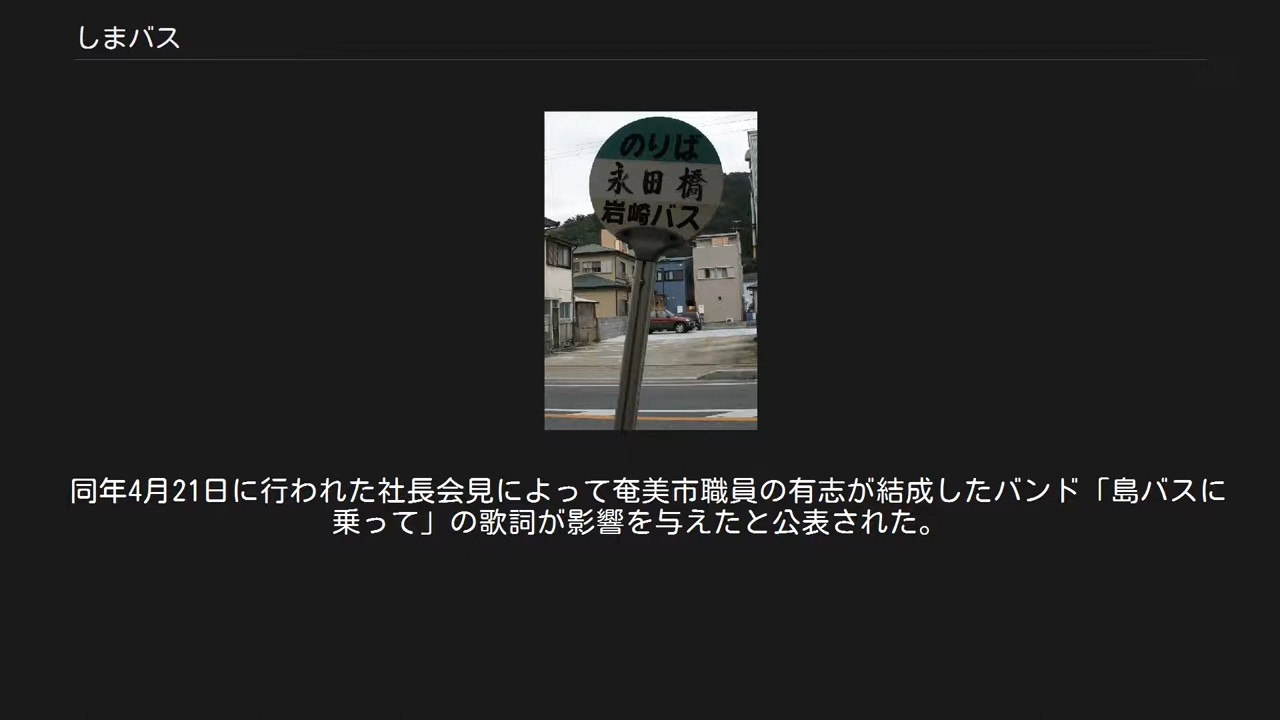 しまバス
のりば
永田橋
岩崎バス
同年4月21日に行われた社長会見によって奄美市職員の有志が結成したバンド「島バスに
乗って」の歌詞が影響を与えたと公表された。